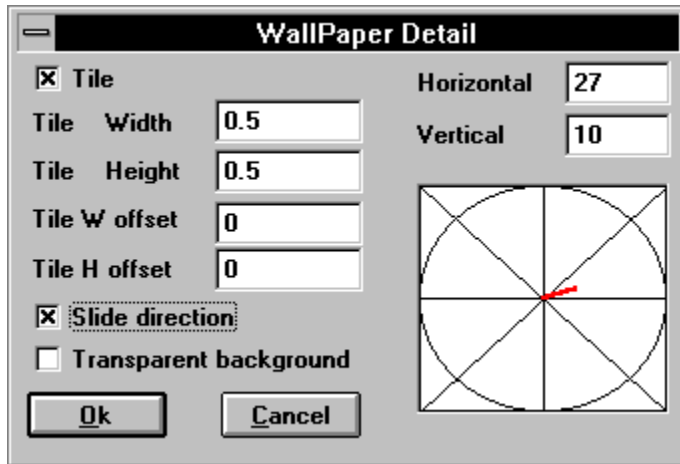 WallPaper Detail
Tile
Horizontal 27
Tile Width 0.5
Vertical 10
Tile Height 0.5
Tile W offset 0
Tile H offset 0
Slide direction
Transparent background
Ok Cancel